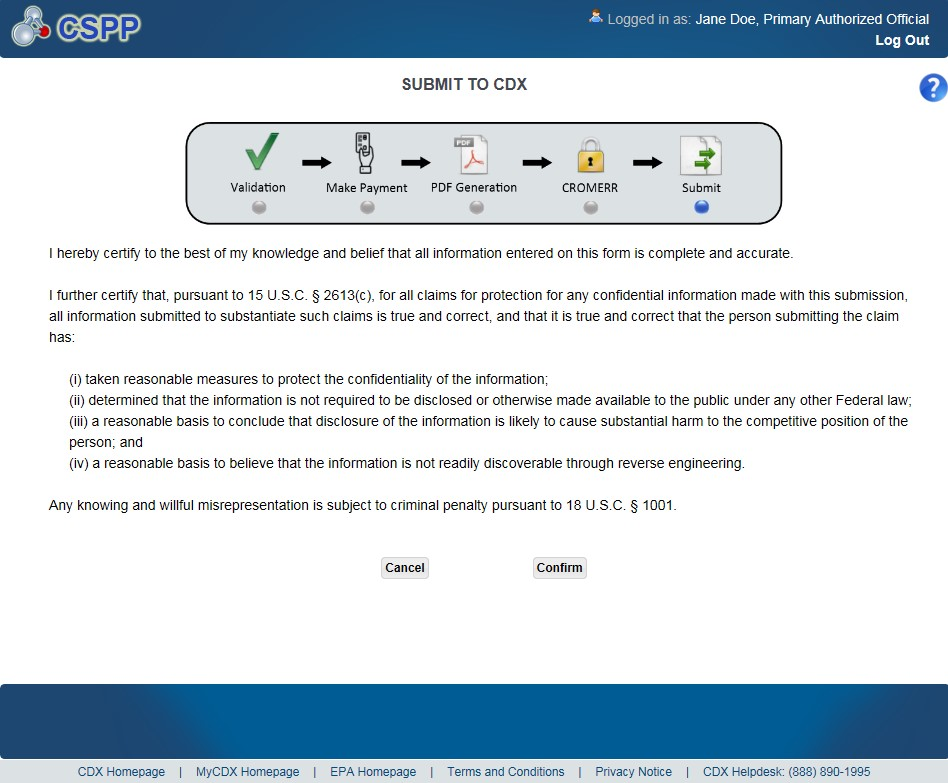 CSPP
Logged in as: Jane Doe, Primary Authorized Official
Log Out
SUBMIT TO CDX
?
PDF
Validation
Make Payment
PDF Generation
CROMERR
Submit
I hereby certify to the best of my knowledge and belief that all information entered on this form is complete and accurate.
I further certify that, pursuant to 15 U.S.C. § 2613(c), for all claims for protection for any confidential information made with this submission,
all information submitted to substantiate such claims is true and correct, and that it is true and correct that the person submitting the claim
has:
(i) taken reasonable measures to protect the confidentiality of the information;
(ii) determined that the information is not required to be disclosed or otherwise made available to the public under any other Federal law;
(iii) a reasonable basis to conclude that disclosure of the information is likely to cause substantial harm to the competitive position of the
person; and
(iv) a reasonable basis to believe that the information is not readily discoverable through reverse engineering.
Any knowing and willful misrepresentation is subject to criminal penalty pursuant to 18 U.S.C. § 1001.
Cancel
Confirm
CDX Homepage | MyCDX Homepage | EPA Homepage | Terms and Conditions | Privacy Notice | CDX Helpdesk: (888) 890-1995